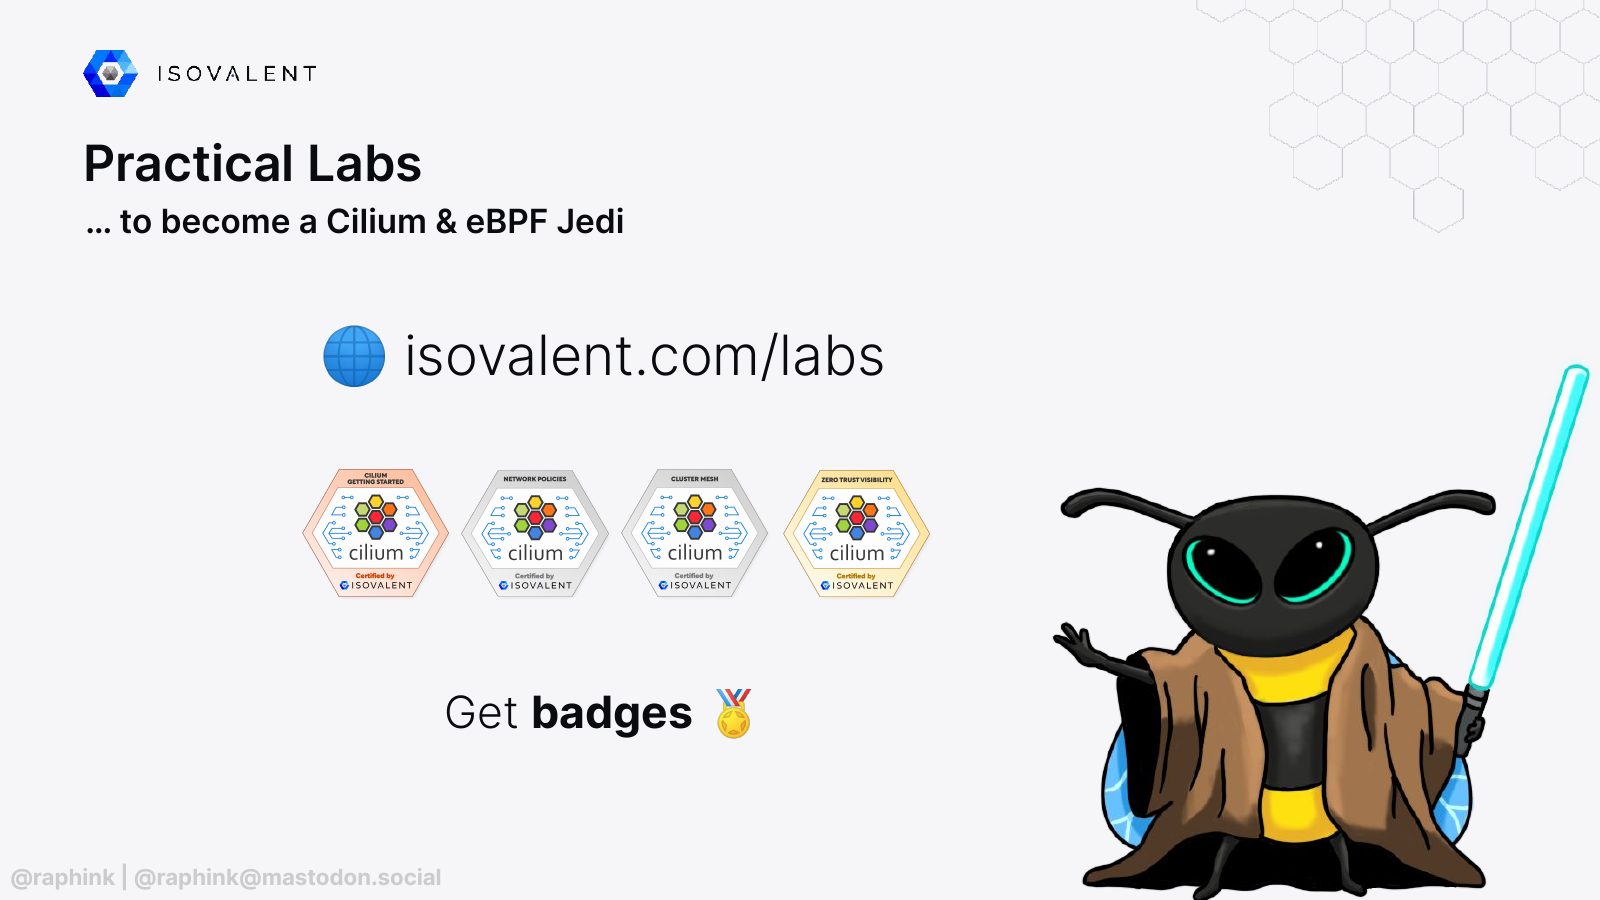 ISOVALENT
Practical Labs
... to become a Cilium & eBPF Jedi
isovalent.com/labs
CILIUM
GETTING STARTED
cilium
Certified by
ISOVALENT
NETWORK POLICIES
cilium
Certified by
ISOVALENT
CLUSTER MESH
cilium
Certified by
ISOVALENT
ZERO TRUST VISIBILITY
cilium
Certified by
ISOVALENT
Get badges
@raphink | @raphink@mastodon.social